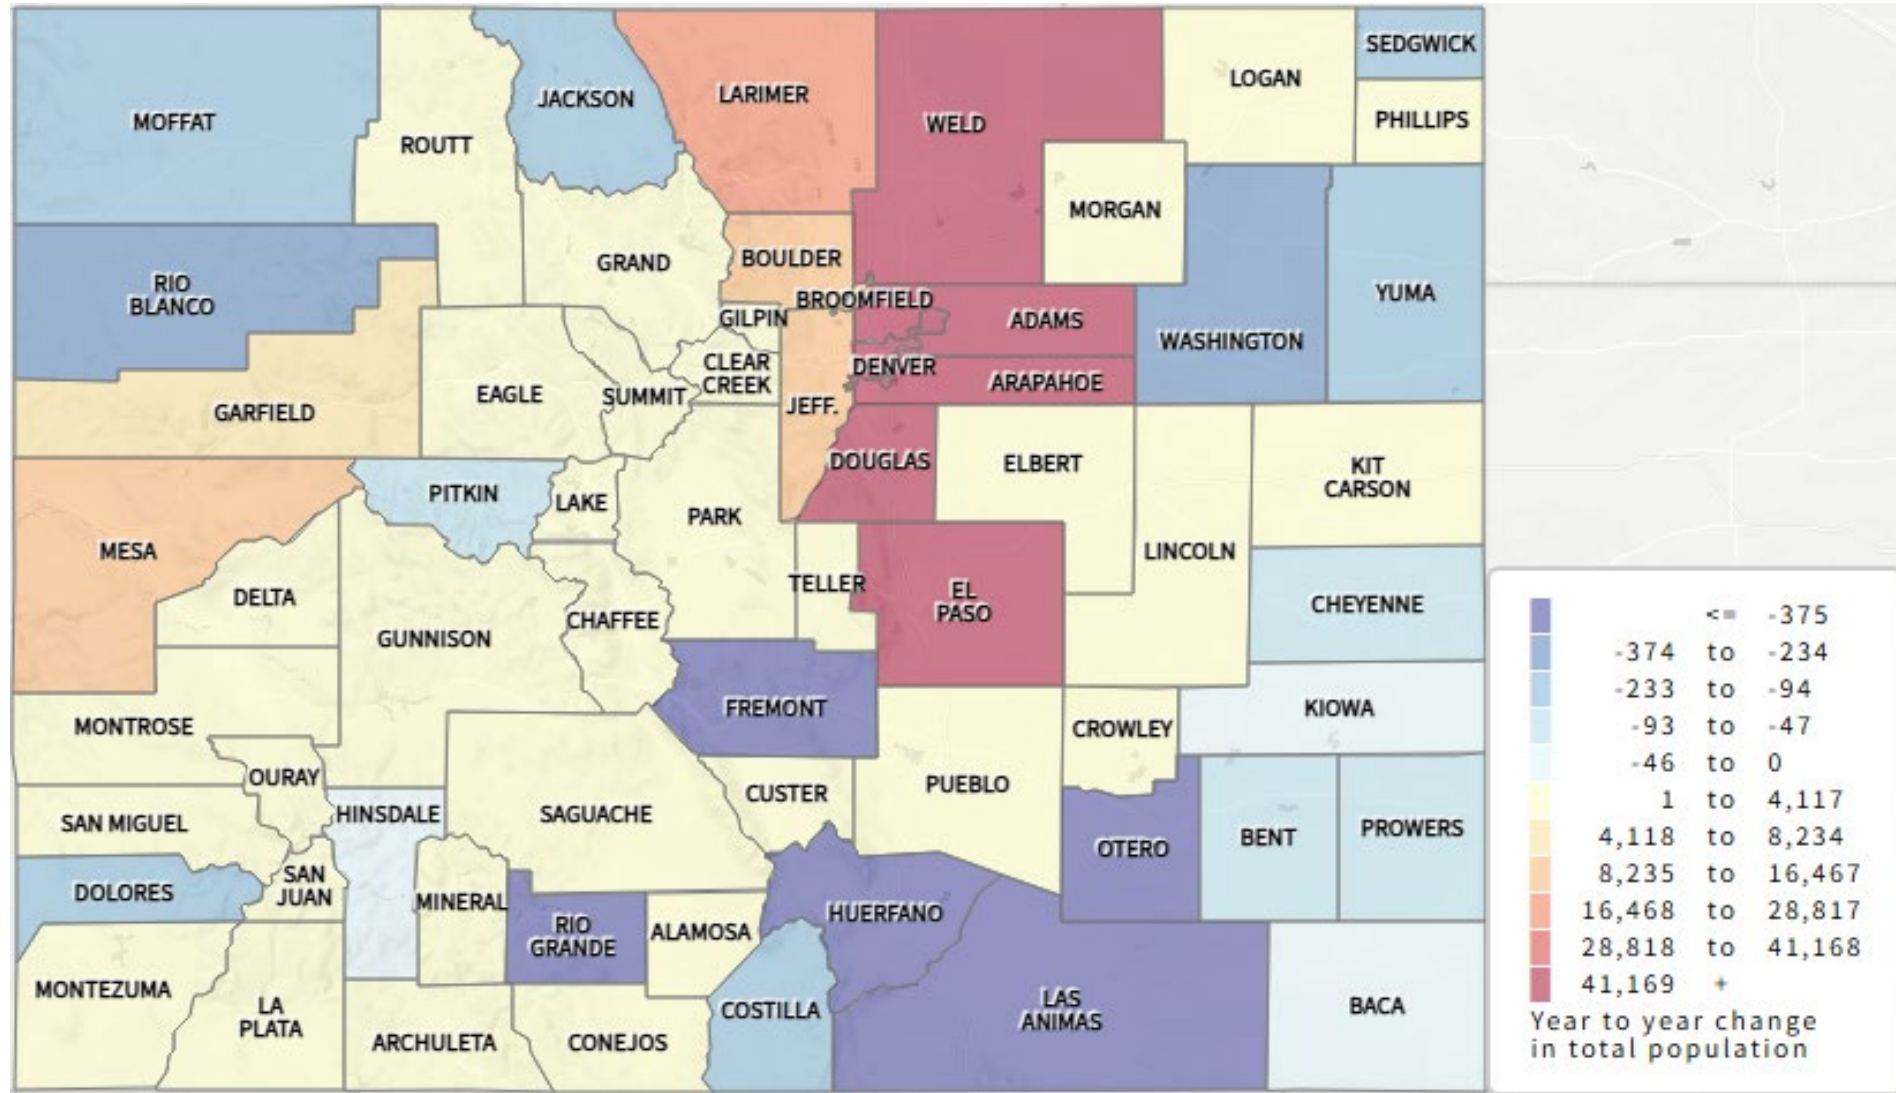 SEDGWICK
LOGAN
JACKSON
LARIMER
MOFFAT
PHILLIPS
WELD
ROUTT
MORGAN
BOULDER
GRAND
RIO
BLANCO
YUMA
BROOMFIELD
GILPIN
ADAMS
WASHINGTON
CLEAR
CREEK
DENVER
ARAPAHOE
EAGLE
SUMMIT
JEFF.
GARFIELD
DOUGLAS
ELBERT
KIT
CARSON
PITKIN
LAKE
PARK
MESA
LINCOLN
TELLER
DELTA
EL
PASO
CHEYENNE
CHAFFEE
GUNNISON
FREMONT
KIOWA
MONTROSE
CROWLEY
OURAY
PUEBLO
CUSTER
HINSDALE
SAGUACHE
SAN MIGUEL
PROWERS
BENT
OTERO
SAN
JUAN
DOLORES
MINERAL
HUERFANO
RIO
GRANDE
ALAMOSA
MONTEZUMA
LA
PLATA
COSTILLA
LAS
ANIMAS
BACA
ARCHULETA
CONEJOS
<= -375
-374 to -234
-233 to -94
-93 to -47
-46 to 0
1 to 4,117
4,118 to 8,234
8,235 to 16,467
16,468 to 28,817
28,818 to 41,168
41,169 +
Year to year change
in total population